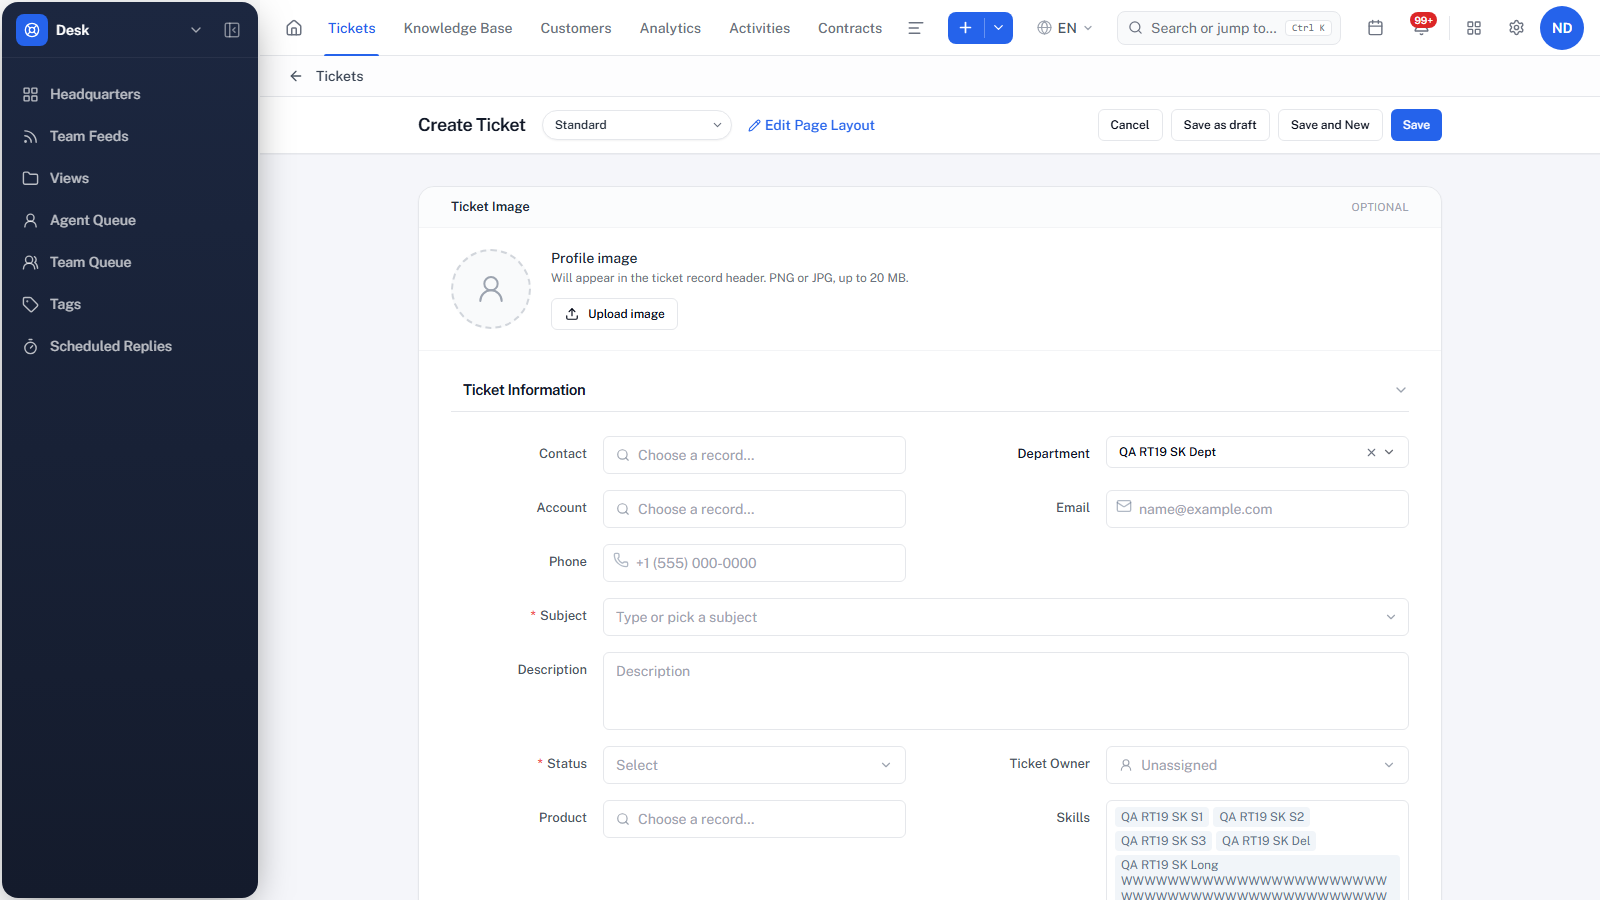 Desk
Headquarters
Team Feeds
Views
Agent Queue
Team Queue
Tags
Scheduled Replies
Tickets
Knowledge Base
Customers
Analytics
Activities
Contracts
EN
Search or jump to...
Ctrl K
99+
ND
Tickets
Create Ticket
Standard
Edit Page Layout
Cancel
Save as draft
Save and New
Save
Ticket Image
OPTIONAL
Profile image
Will appear in the ticket record header. PNG or JPG, up to 20 MB.
Upload image
Ticket Information
Contact
Choose a record...
Department
QA RT19 SK Dept
Account
Choose a record...
Email
name@example.com
Phone
+1 (555) 000-0000
* Subject
Type or pick a subject
Description
Description
* Status
Select
Ticket Owner
Unassigned
Product
Choose a record...
Skills
QA RT19 SK S1
QA RT19 SK S2
QA RT19 SK S3
QA RT19 SK Del
QA RT19 SK Long